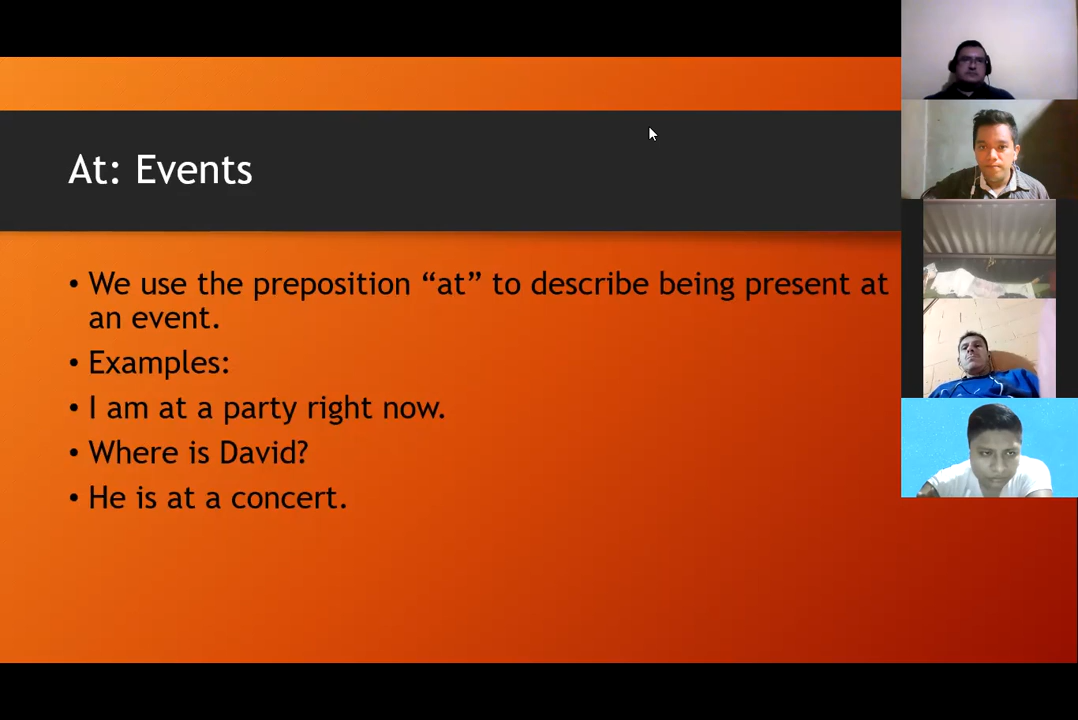 At: Events
• We use the preposition “at” to describe being present at
an event.
• Examples:
• I am at a party right now.
• Where is David?
• He is at a concert.